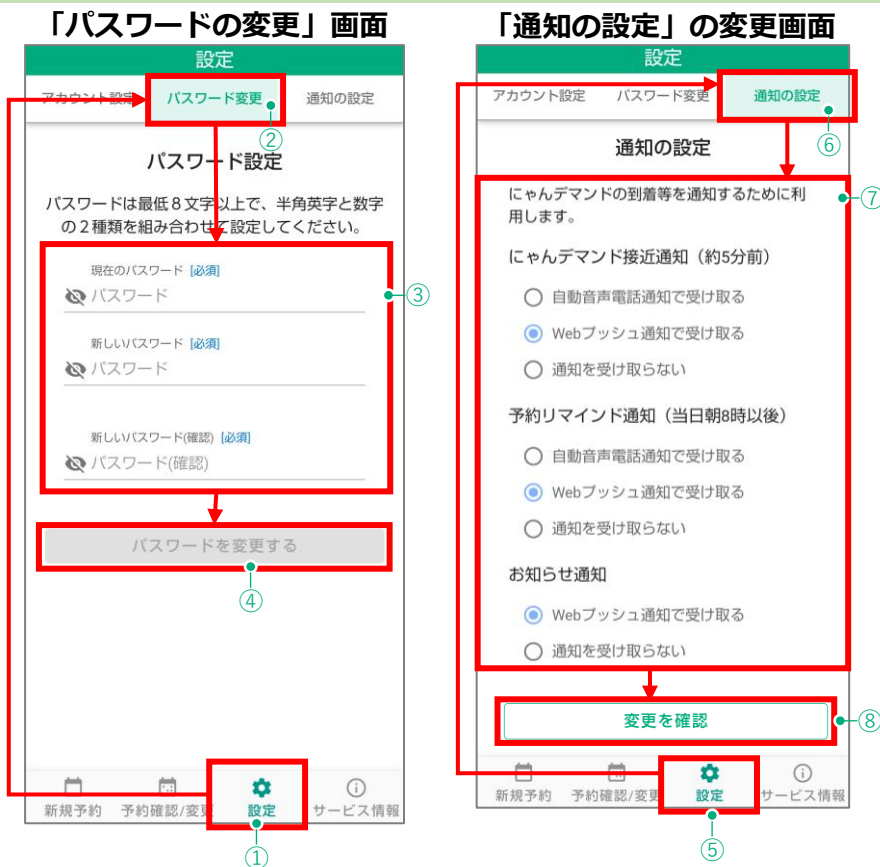 「パスワードの変更」画面
設定
アカウント設定 パスワード変更 通知の設定
②
パスワード設定
パスワードは最低８文字以上で、半角英字と数字
の２種類を組み合わせて設定してください。
現在のパスワード [必須]
パスワード
③
新しいパスワード [必須]
パスワード
新しいパスワード(確認) [必須]
パスワード(確認)
パスワードを変更する
④
新規予約 予約確認/変更 設定 サービス情報
①
「通知の設定」の変更画面
設定
アカウント設定 パスワード変更 通知の設定
⑥
通知の設定
⑦
にゃんデマンドの到着等を通知するために利
用します。
にゃんデマンド接近通知（約5分前）
自動音声電話通知で受け取る
Webプッシュ通知で受け取る
通知を受け取らない
予約リマインド通知（当日朝8時以後）
自動音声電話通知で受け取る
Webプッシュ通知で受け取る
通知を受け取らない
お知らせ通知
Webプッシュ通知で受け取る
通知を受け取らない
変更を確認
⑧
新規予約 予約確認/変更 設定 サービス情報
⑤